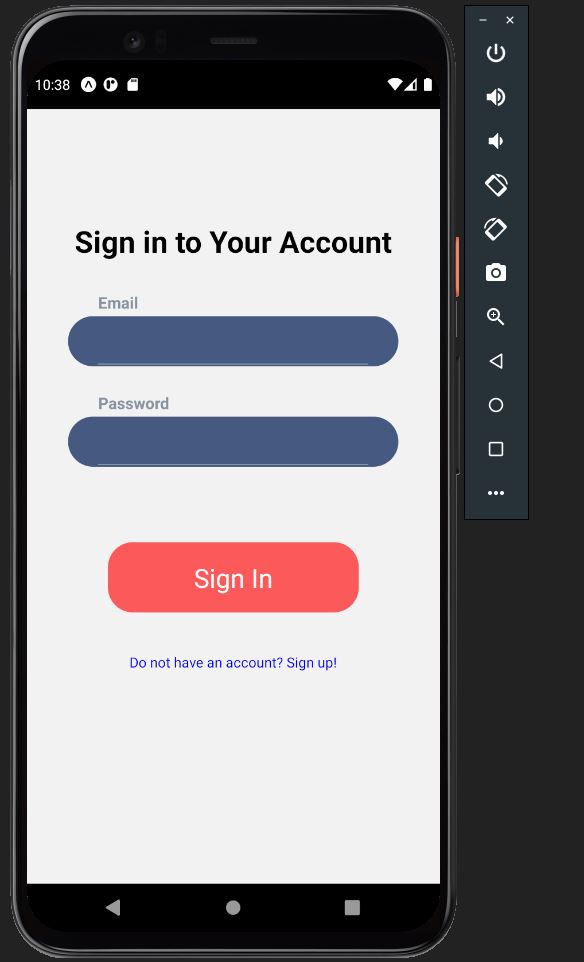 10:38
Sign in to Your Account
Email
Password
Sign In
Do not have an account? Sign up!